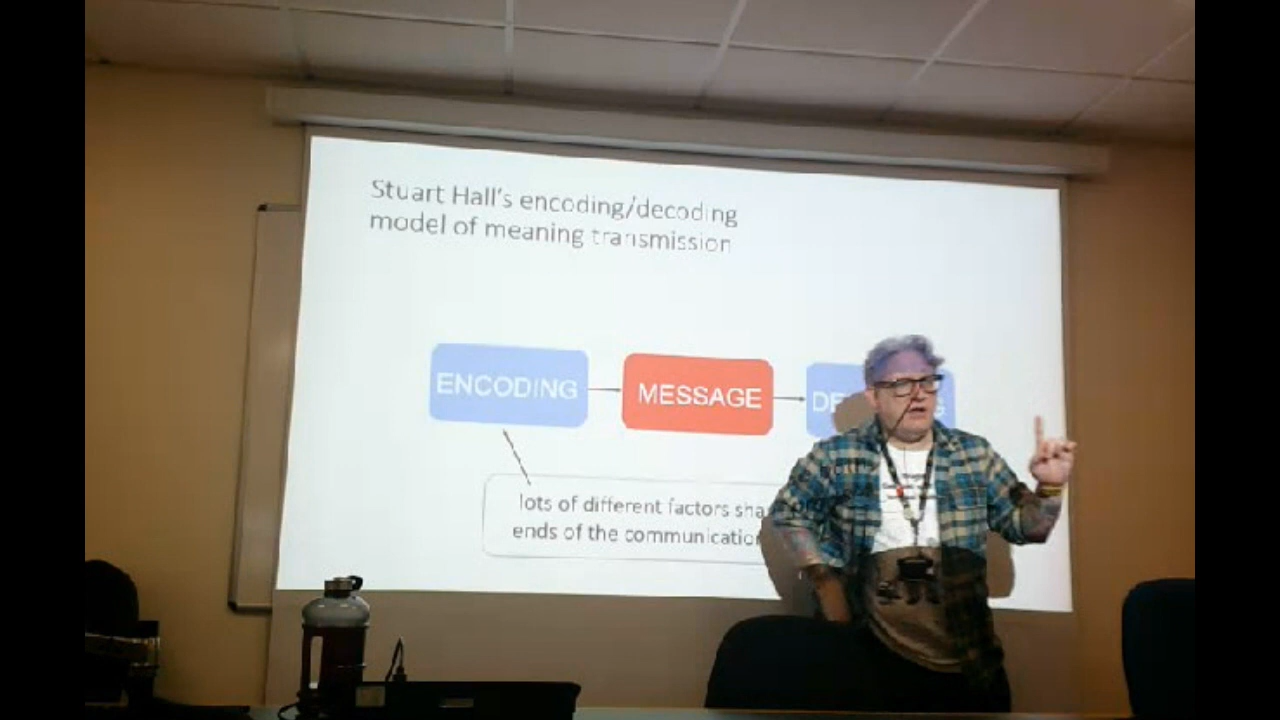 Stuart Hall's encoding/decoding
model of meaning transmission
ENCODING
MESSAGE
lots of different factors
ends of the